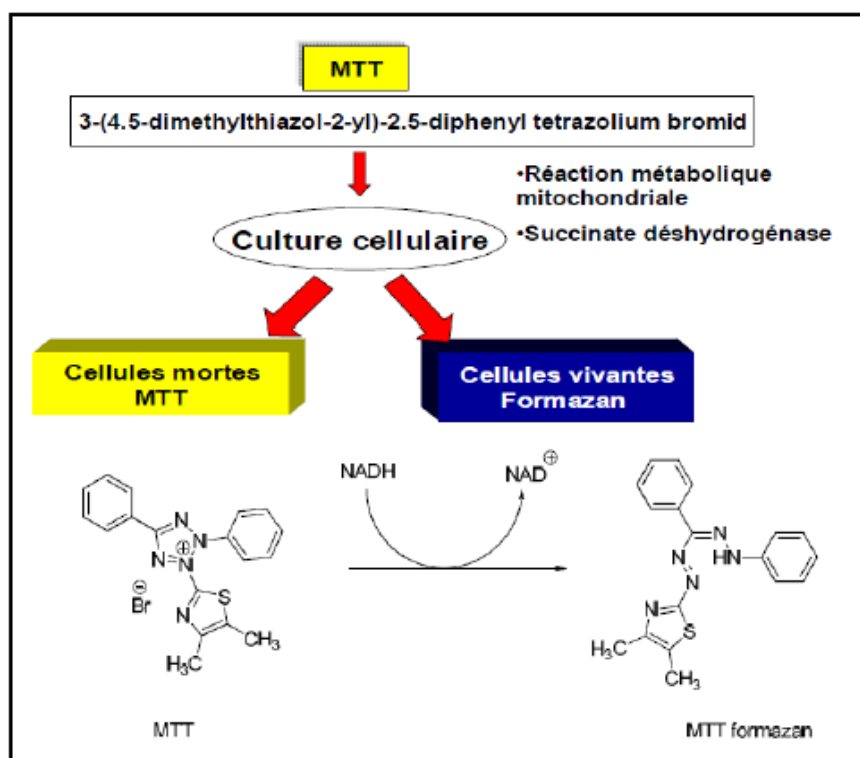 MTT
3-(4.5-dimethylthiazol-2-yl)-2.5-diphenyl tetrazolium bromid
•Réaction métabolique
mitochondriale
•Succinate déshydrogénase
Culture cellulaire
Cellules mortes
MTT
Cellules vivantes
Formazan
NADH
NAD⊕
N
N
N
N
⊕
N
S
⊖
Br
H₃C
CH₃
N
HN
N
N
N
S
H₃C
CH₃
MTT
MTT formazan